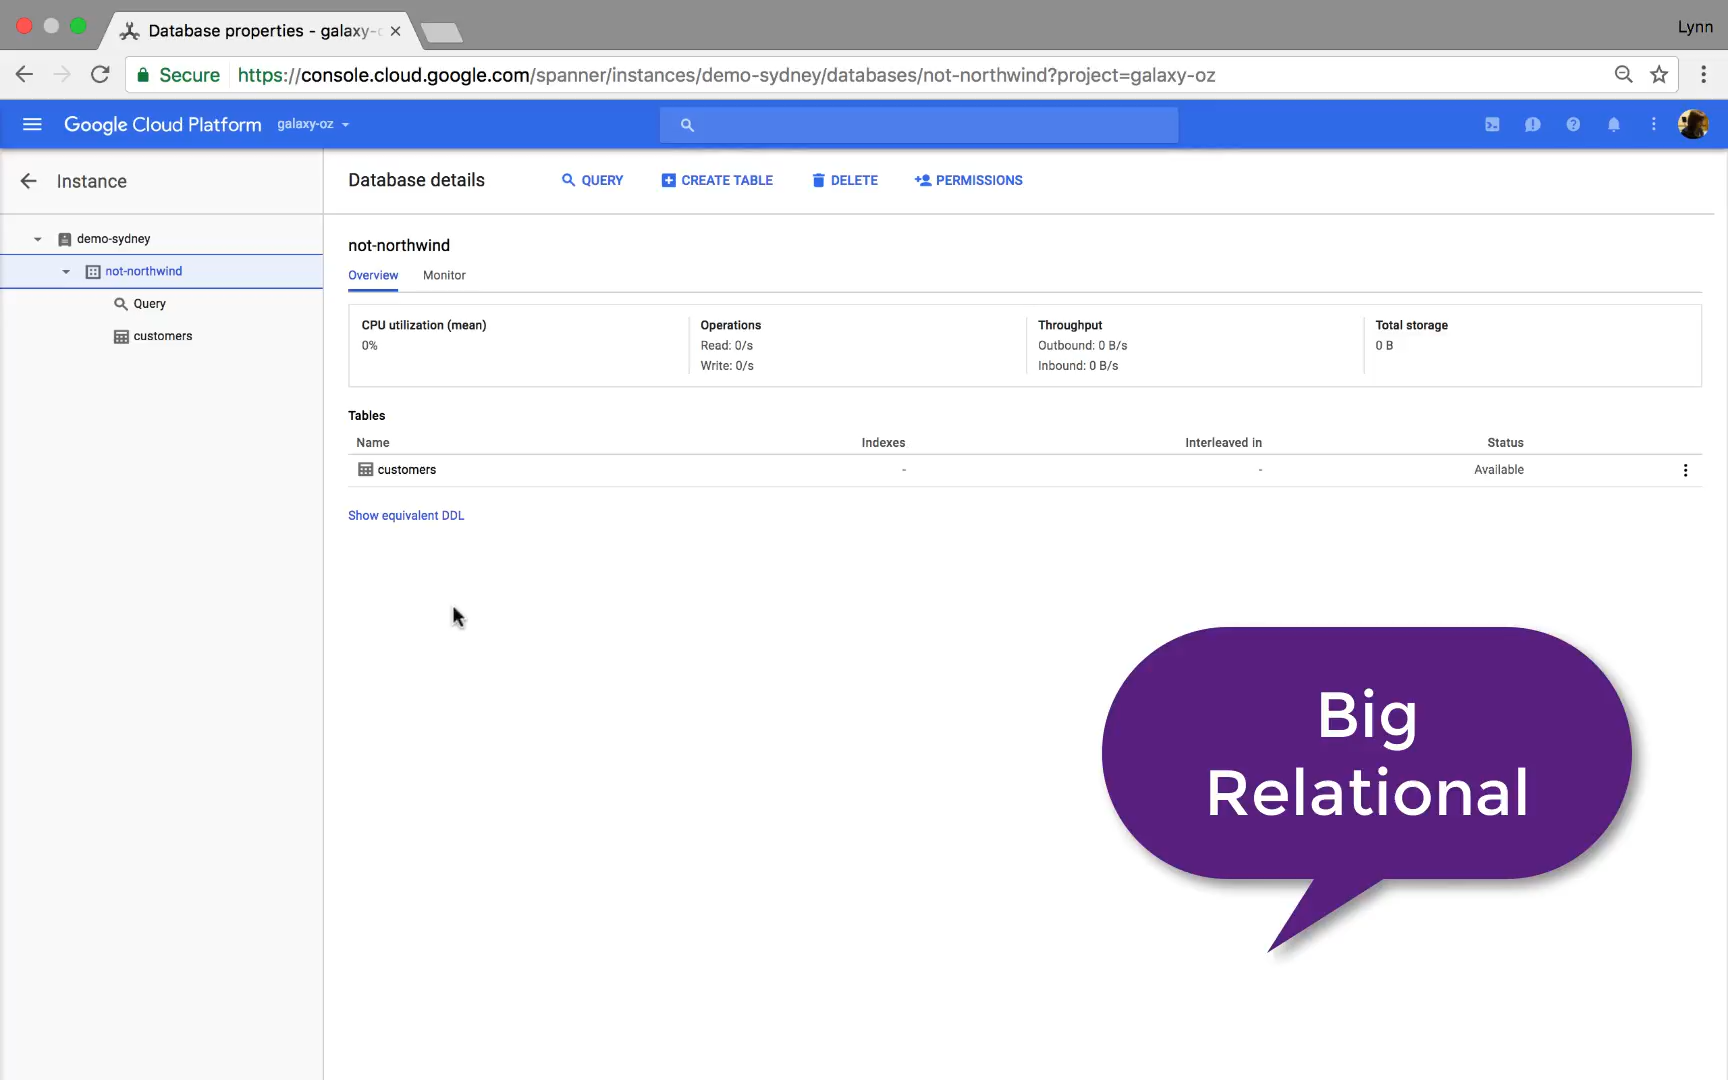 Database properties - galaxy-o
Lynn
Secure
https://console.cloud.google.com/spanner/instances/demo-sydney/databases/not-northwind?project=galaxy-oz
Google Cloud Platform
galaxy-oz
Instance
Database details
QUERY
CREATE TABLE
DELETE
PERMISSIONS
demo-sydney
not-northwind
Query
customers
not-northwind
Overview
Monitor
CPU utilization (mean)
0%
Operations
Read: 0/s
Write: 0/s
Throughput
Outbound: 0 B/s
Inbound: 0 B/s
Total storage
0 B
Tables
Name Indexes Interleaved in Status
customers - - Available
Show equivalent DDL
Big
Relational